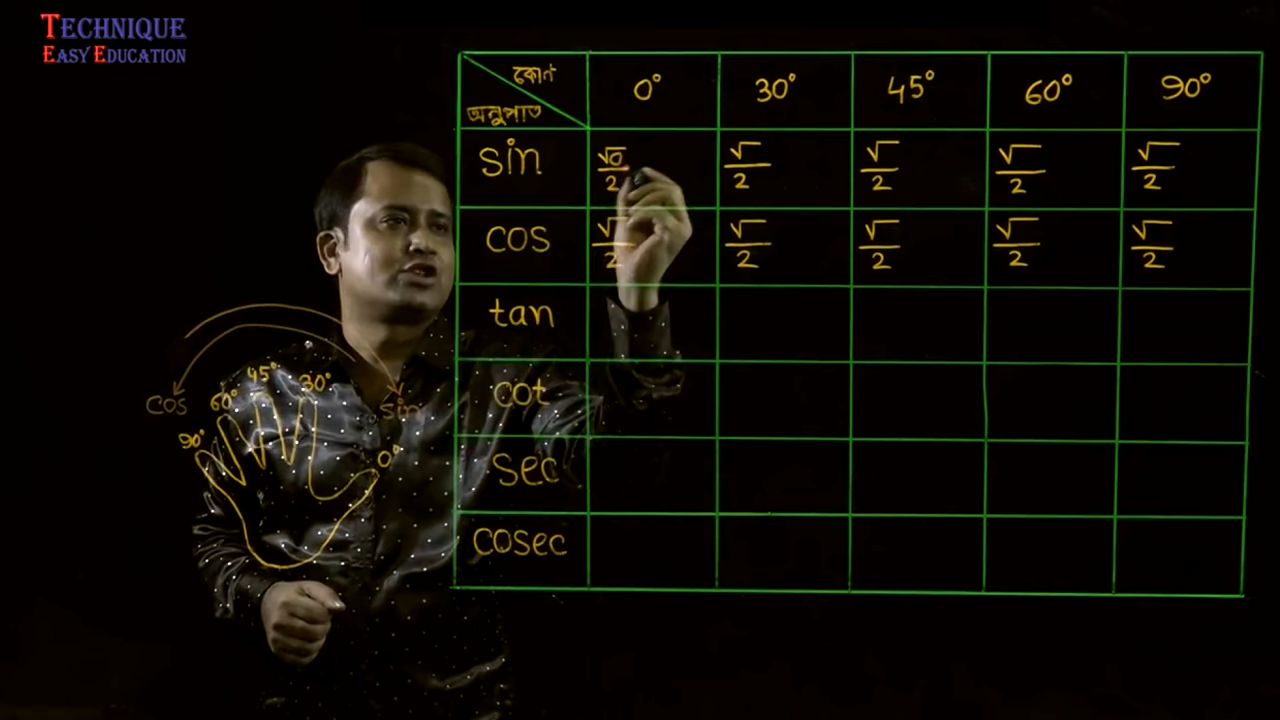 TECHNIQUE
EASY EDUCATION
কোণ 0° 30° 45° 60° 90°
অনুপাত
sin √0/2 √/2 √/2 √/2 √/2
cos √/2 √/2 √/2 √/2 √/2
tan
cot
sec
cosec
cos 60° 45° 30° sin
90° 0°